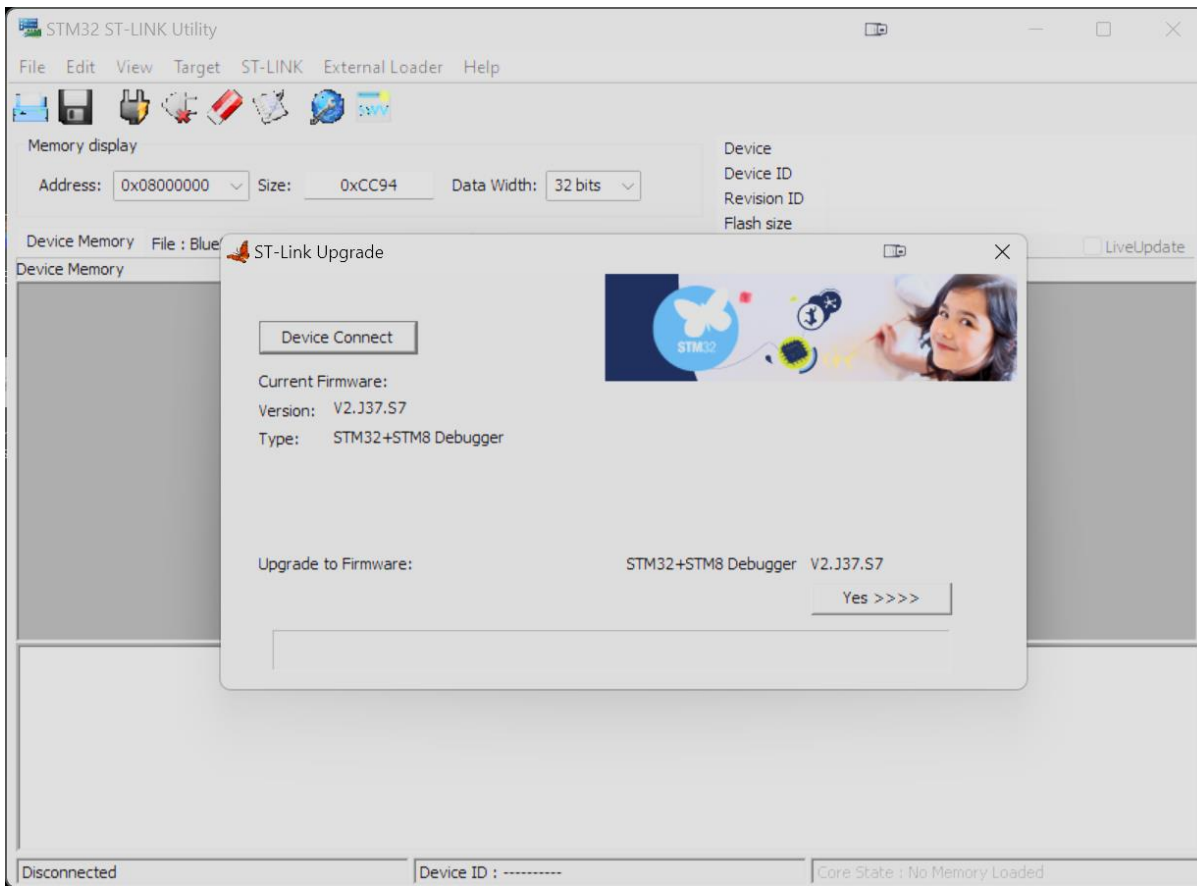 STM32 ST-LINK Utility
File Edit View Target ST-LINK External Loader Help
Memory display
Address: 0x08000000 Size: 0xCC94 Data Width: 32 bits
Device
Device ID
Revision ID
Flash size
Device Memory File : Blue
LiveUpdate
Device Memory
ST-Link Upgrade
STM32
Device Connect
Current Firmware:
Version: V2.J37.S7
Type: STM32+STM8 Debugger
Upgrade to Firmware: STM32+STM8 Debugger V2.J37.S7
Yes >>>>
Disconnected Device ID : ---------- Core State : No Memory Loaded